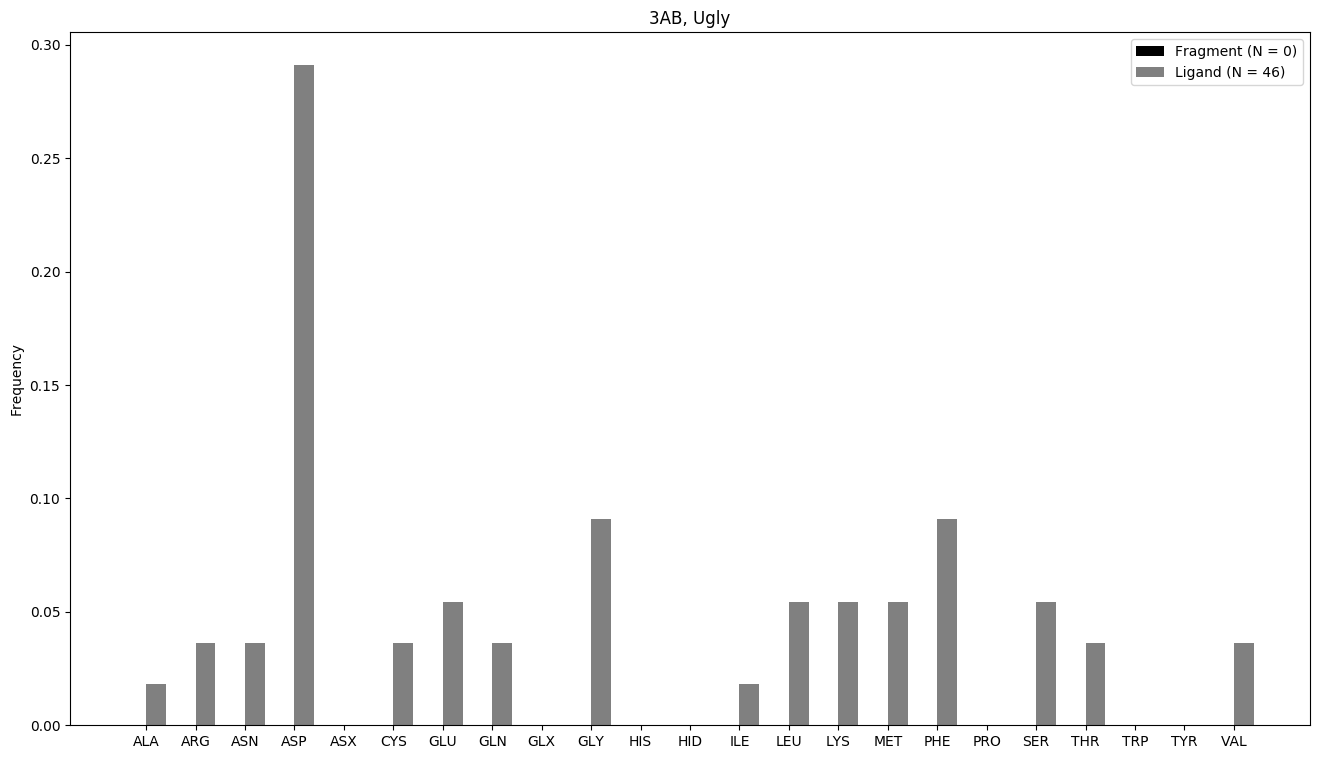 3AB, Ugly
Fragment (N = 0)
Ligand (N = 46)
0.30
0.25
0.20
0.15
0.10
0.05
0.00
Frequency
ALA ARG ASN ASP ASX CYS GLU GLN GLX GLY HIS HID ILE LEU LYS MET PHE PRO SER THR TRP TYR VAL